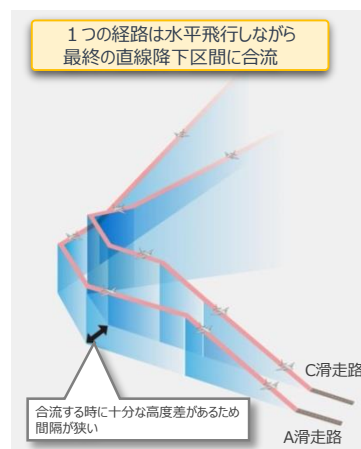 １つの経路は水平飛行しながら
最終の直線降下区間に合流
C滑走路
合流する時に十分な高度差があるため
間隔が狭い
A滑走路